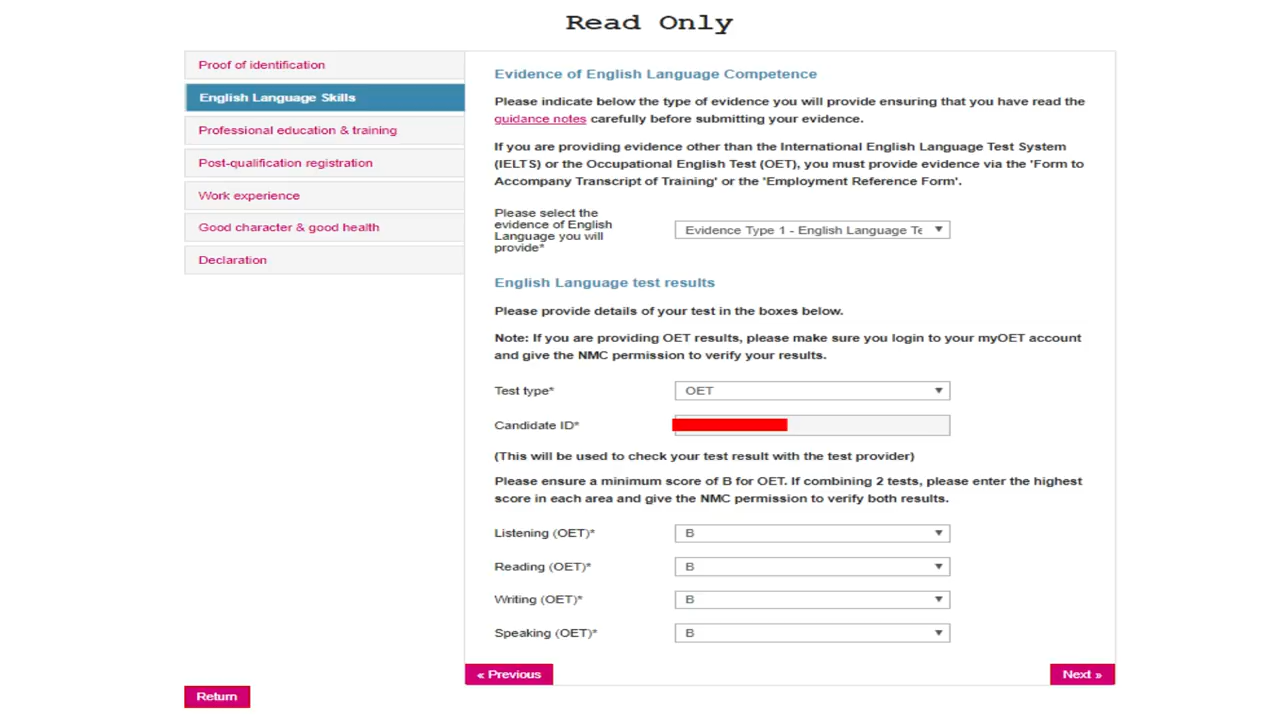 Read Only
Proof of identification
English Language Skills
Professional education & training
Post-qualification registration
Work experience
Good character & good health
Declaration
Evidence of English Language Competence
Please indicate below the type of evidence you will provide ensuring that you have read the
guidance notes carefully before submitting your evidence.
If you are providing evidence other than the International English Language Test System
(IELTS) or the Occupational English Test (OET), you must provide evidence via the 'Form to
Accompany Transcript of Training' or the 'Employment Reference Form'.
Please select the
evidence of English
Language you will
provide*
Evidence Type 1 - English Language Te
English Language test results
Please provide details of your test in the boxes below.
Note: If you are providing OET results, please make sure you login to your myOET account
and give the NMC permission to verify your results.
Test type* OET
Candidate ID*
(This will be used to check your test result with the test provider)
Please ensure a minimum score of B for OET. If combining 2 tests, please enter the highest
score in each area and give the NMC permission to verify both results.
Listening (OET)* B
Reading (OET)* B
Writing (OET)* B
Speaking (OET)* B
« Previous Next »
Return